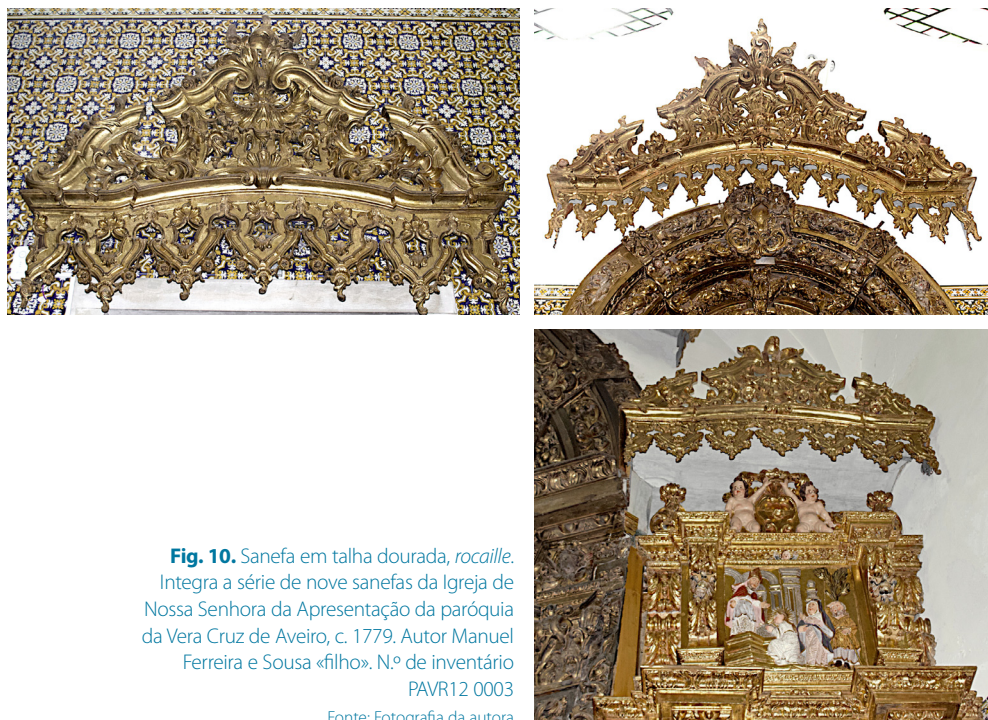 Fig. 10. Sanefa em talha dourada, rocaille.
Integra a série de nove sanefas da Igreja de
Nossa Senhora da Apresentação da paróquia
da Vera Cruz de Aveiro, c. 1779. Autor Manuel
Ferreira e Sousa «filho». N.º de inventário
PAVR12 0003
Fonte: Fotografia da autora